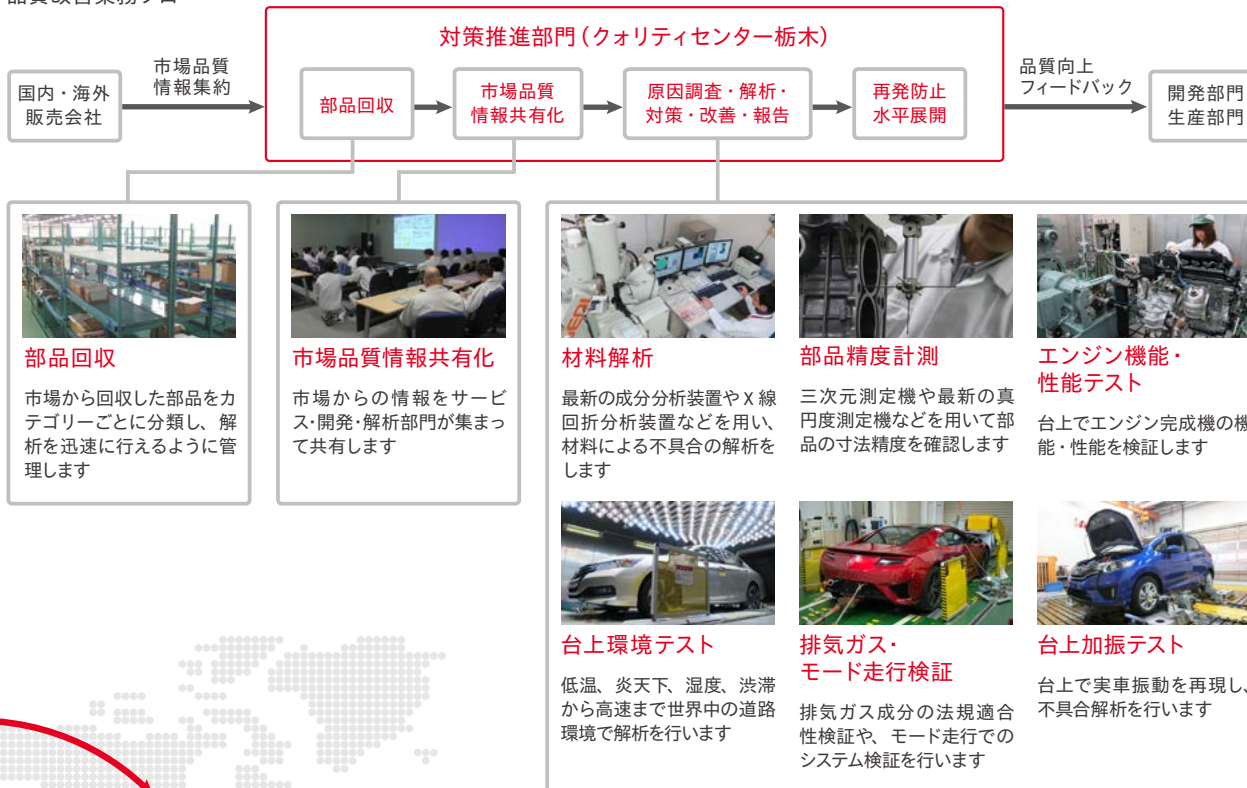 品質改善業務フロー
対策推進部門(クォリティセンター栃木)
国内・海外
販売会社
市場品質
情報集約
部品回収
市場品質
情報共有化
原因調査・解析・
対策・改善・報告
再発防止
水平展開
品質向上
フィードバック
開発部門
生産部門
部品回収
市場から回収した部品をカ
テゴリーごとに分類し、解
析を迅速に行えるように管
理します
市場品質情報共有化
市場からの情報をサービ
ス・開発・解析部門が集まっ
て共有します
材料解析
最新の成分分析装置やX線
回折分析装置などを用い、
材料による不具合の解析を
します
部品精度計測
三次元測定機や最新の真
円度測定機などを用いて部
品の寸法精度を確認します
エンジン機能・
性能テスト
台上でエンジン完成機の機
能・性能を検証します
台上環境テスト
低温、炎天下、湿度、渋滞
から高速まで世界中の道路
環境で解析を行います
排気ガス・
モード走行検証
排気ガス成分の法規適合
性検証や、モード走行での
システム検証を行います
台上加振テスト
台上で実車振動を再現し、
不具合解析を行います